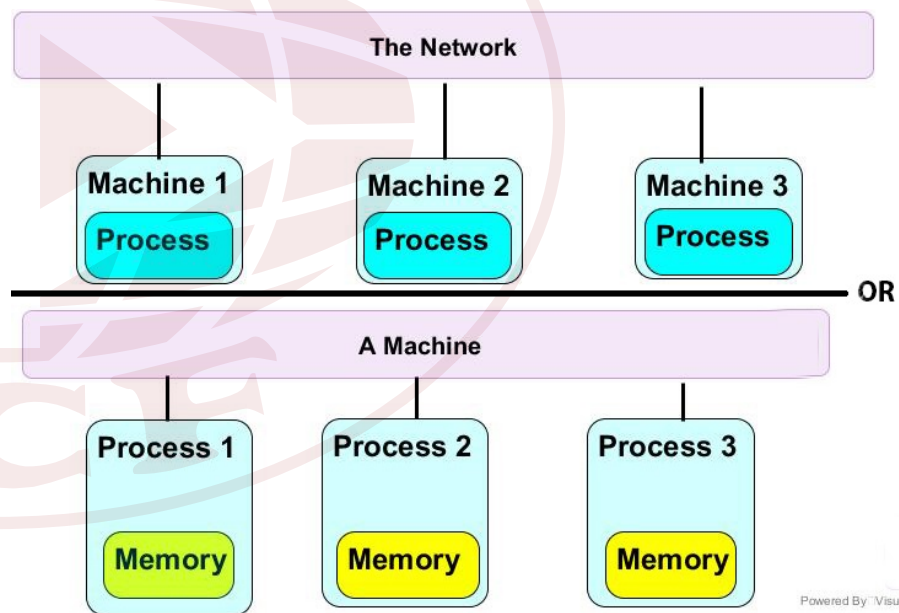 The Network
Machine 1
Machine 2
Machine 3
Process
Process
Process
OR
A Machine
Process 1
Process 2
Process 3
Memory
Memory
Memory
Powered By
CF